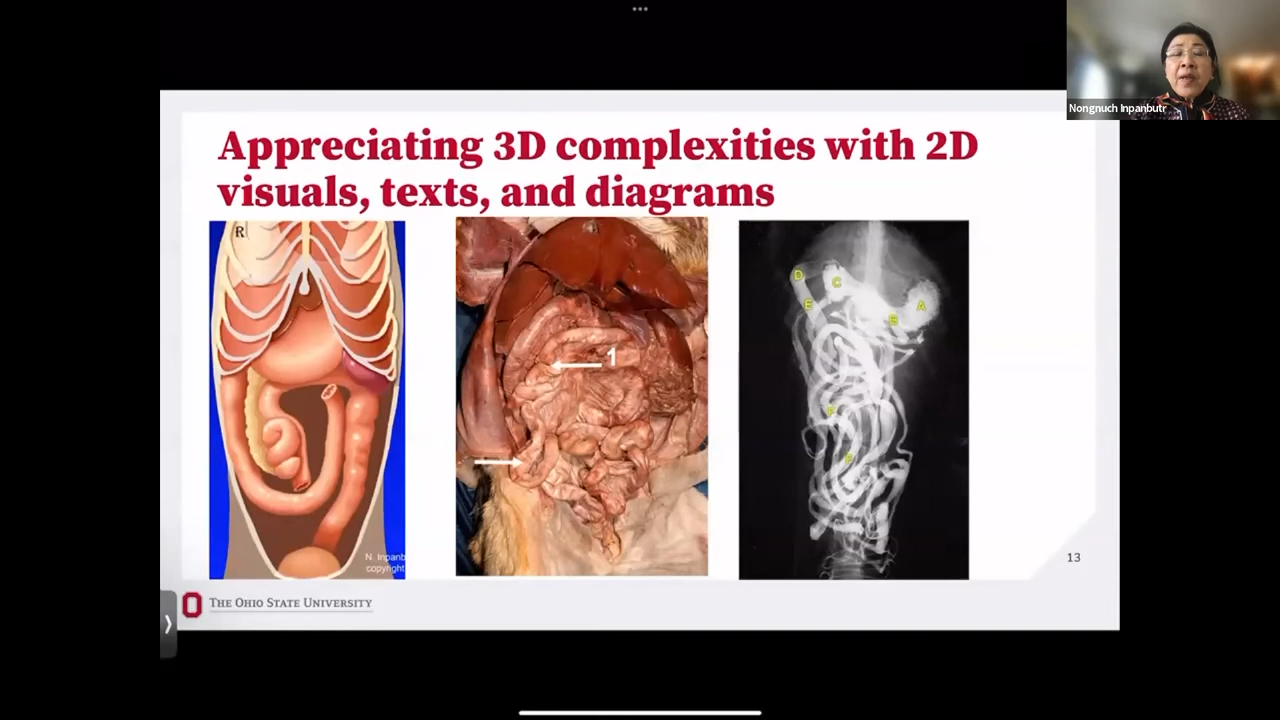 Nongnuch Inpanbutr
Appreciating 3D complexities with 2D
visuals, texts, and diagrams
R
N. Inpanb
copyright
1
D
C
E
B
A
F
13
THE OHIO STATE UNIVERSITY